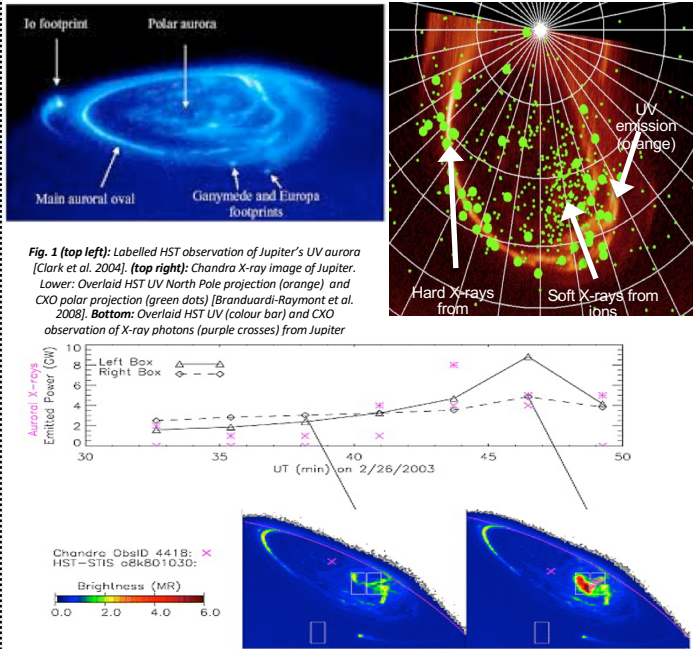 Io footprint
Polar aurora
Main auroral oval
Ganymede and Europa
footprints
UV
emission
(orange)
Hard X-rays
from
Soft X-rays from
ions
Fig. 1 (top left): Labelled HST observation of Jupiter's UV aurora
[Clark et al. 2004]. (top right): Chandra X-ray image of Jupiter.
Lower: Overlaid HST UV North Pole projection (orange) and
CXO polar projection (green dots) [Branduardi-Raymont et al.
2008]. Bottom: Overlaid HST UV (colour bar) and CXO
observation of X-ray photons (purple crosses) from Jupiter
Auroral X-rays
Emitted Power (GW)
10
8
6
4
2
0
Left Box
Right Box
30
35
40
45
50
UT (min) on 2/26/2003
Chandra ObsID 4418:
HST-STIS o8k801030:
Brightness (MR)
0.0
2.0
4.0
6.0